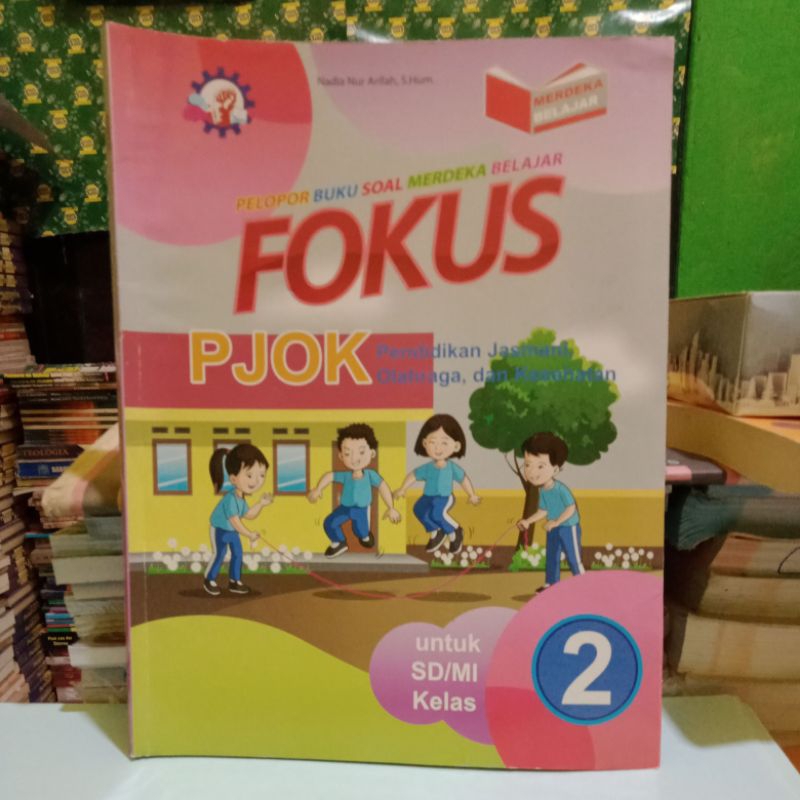 Nadia Nur Arifah, S.Hum.
MERDEKA
BELAJAR
PELOPOR BUKU SOAL MERDEKA BELAJAR
FOKUS
PJOK
Pendidikan Jasmani,
Olahraga, dan Kesehatan
untuk
SD/MI
Kelas
2
TEOLOGIA